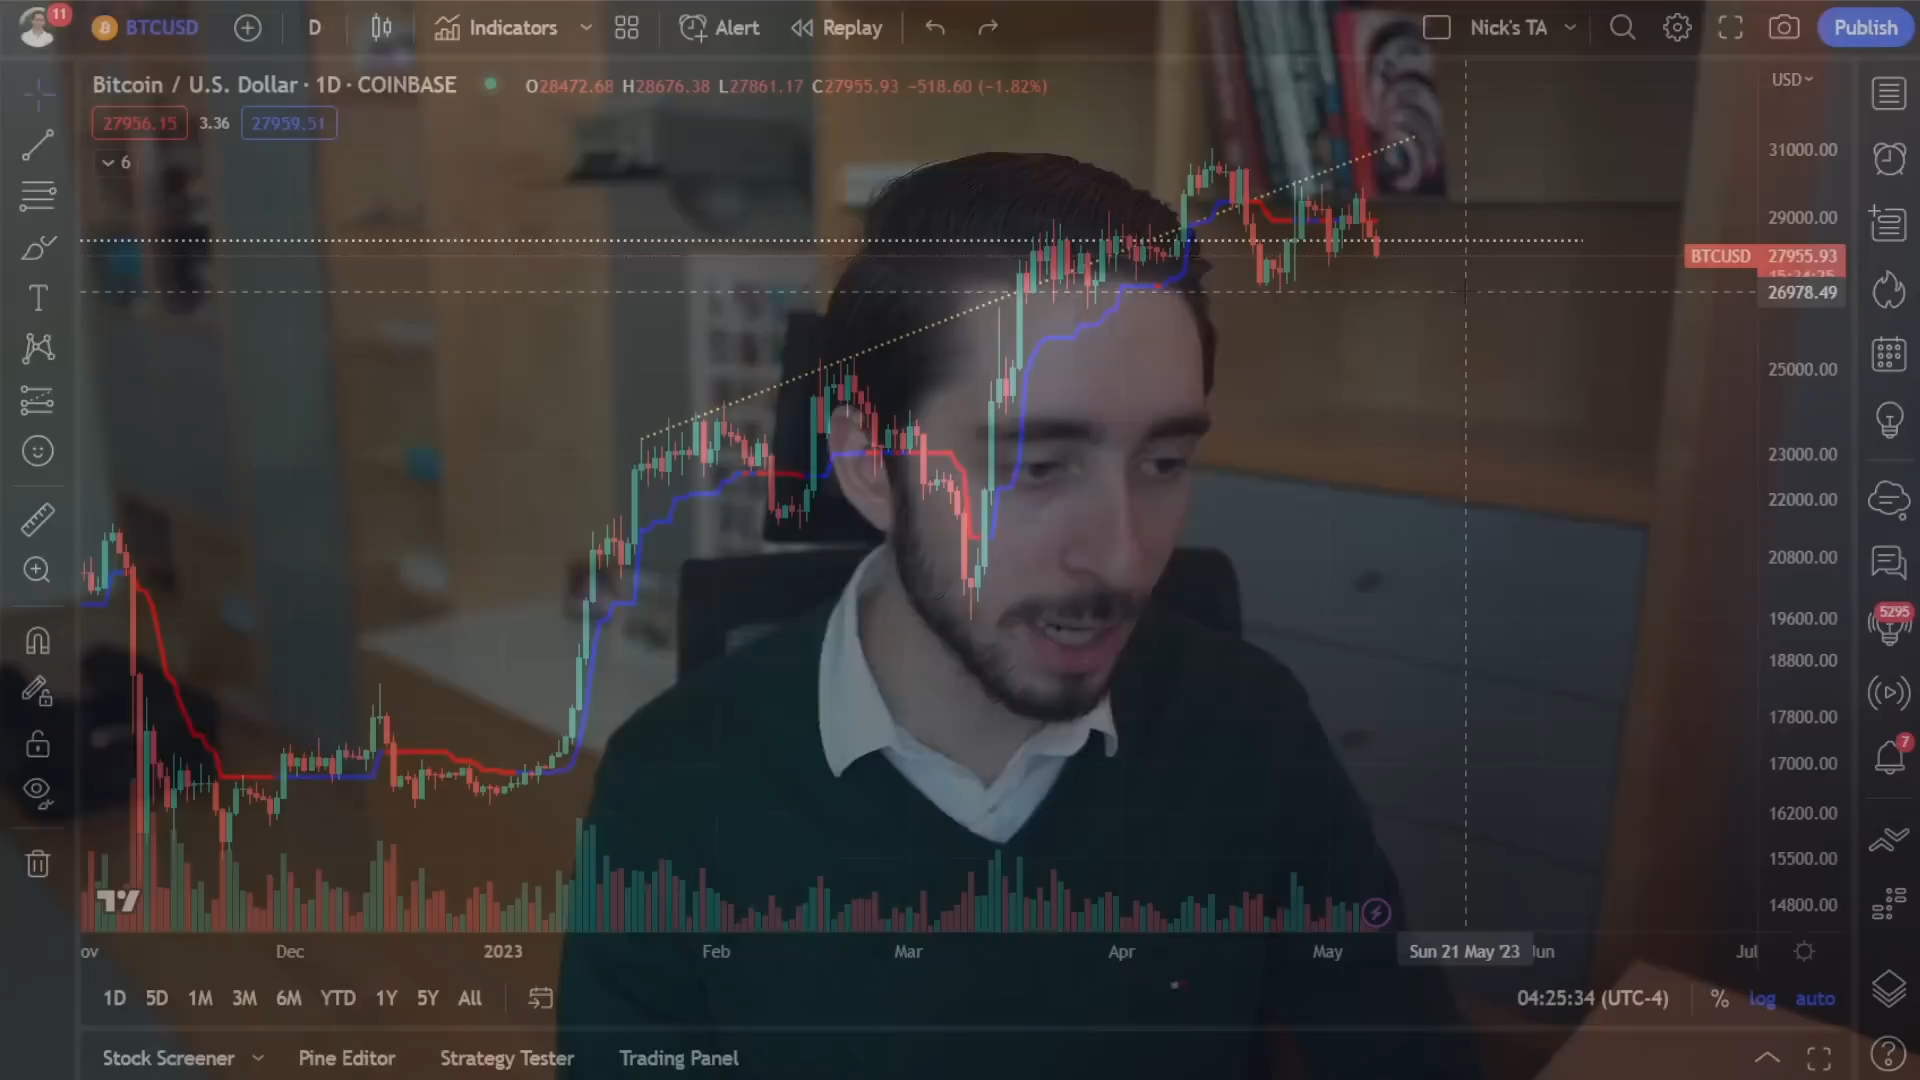 11 BTCUSD D Indicators Alert Replay Nick's TA Publish
Bitcoin / U.S. Dollar · 1D · COINBASE O28472.68 H28676.38 L27861.17 C27955.93 −518.60 (−1.82%) USD
27956.15 3.36 27959.51
6
31000.00
29000.00
BTCUSD 27955.93
15:34:25
26978.49
25000.00
23000.00
22000.00
20800.00
19600.00
5295
18800.00
17800.00
7
17000.00
16200.00
15500.00
14800.00
ov Dec 2023 Feb Mar Apr May Sun 21 May '23 Jun Jul
1D 5D 1M 3M 6M YTD 1Y 5Y All 04:25:34 (UTC-4) % log auto
Stock Screener Pine Editor Strategy Tester Trading Panel